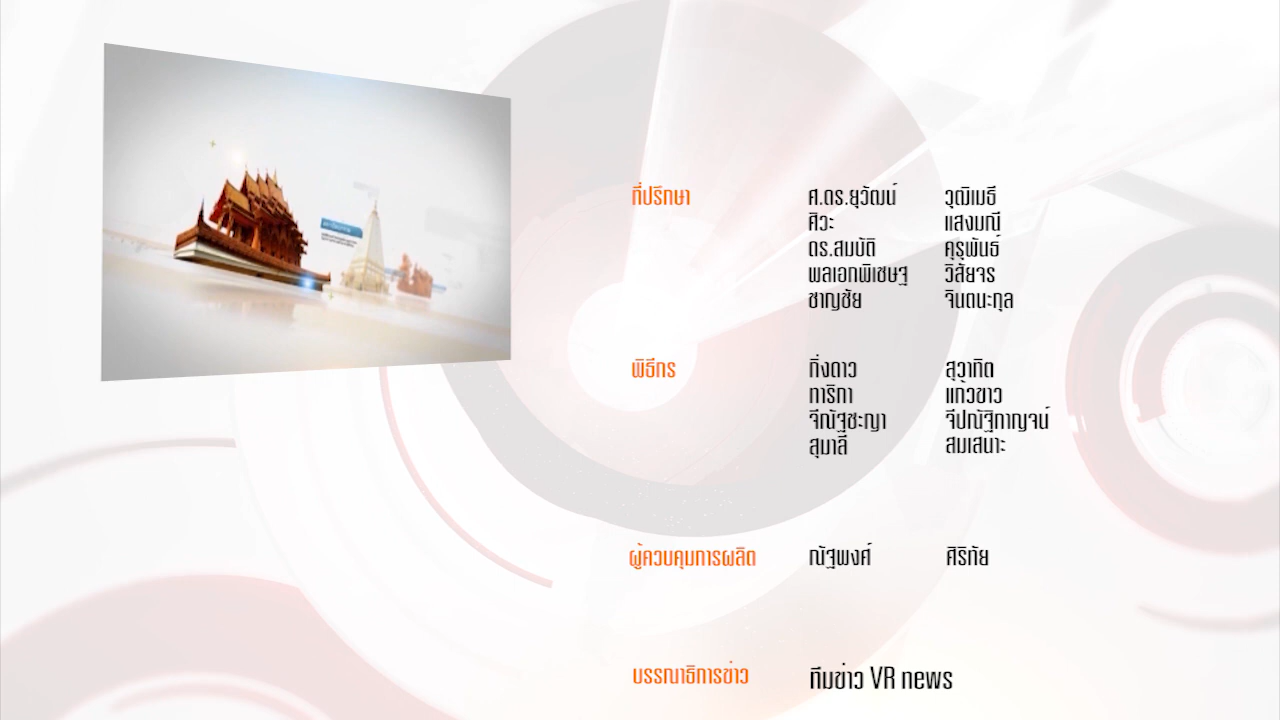 ที่ปรึกษา ศ.ดร.ยุวัฒน์ วุฒิเมธี
ศิวะ แสงมณี
ดร.สมบัติ คุรุพันธ์
พลเอกพิเชษฐ วิสัยจร
ชาญชัย จินตนะกุล
พิธีกร กิ่งดาว สุวาทิต
การิกา แก้วขาว
จีณัฐชะญา จีปณัฐิกาญจน์
สุมาลี สมเสนาะ
ผู้ควบคุมการผลิต ณัฐพงศ์ ศิริภัย
บรรณาธิการข่าว ทีมข่าว VR news